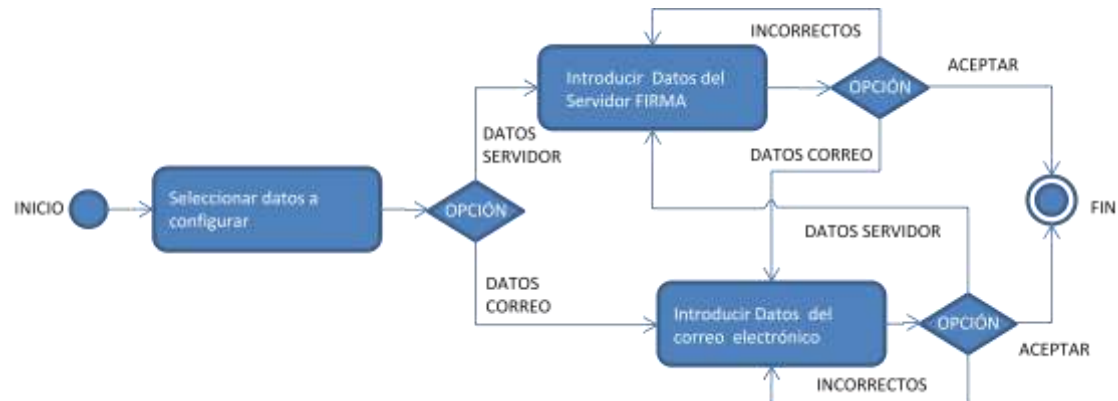 INCORRECTOS
ACEPTAR
Introducir Datos del
Servidor FIRMA
OPCIÓN
DATOS
SERVIDOR
DATOS CORREO
INICIO
Seleccionar datos a
configurar
OPCIÓN
FIN
DATOS SERVIDOR
DATOS
CORREO
Introducir Datos del
correo electrónico
OPCIÓN
ACEPTAR
INCORRECTOS